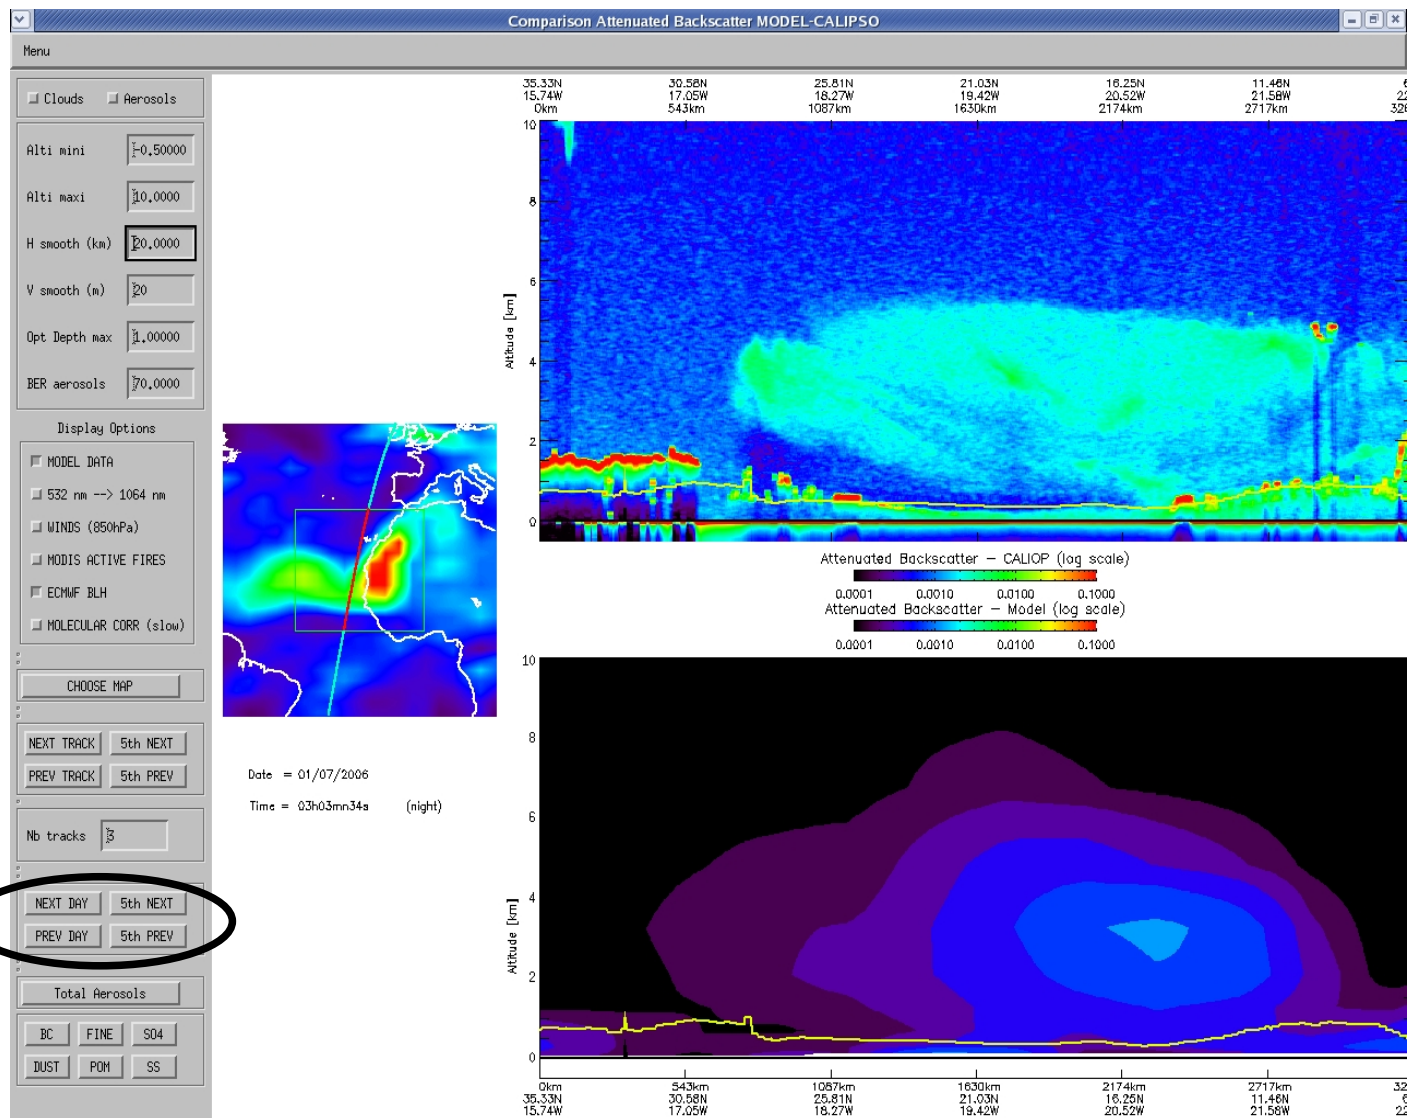 Comparison Attenuated Backscatter MODEL-CALIPSO
Menu
Clouds Aerosols
Alti mini -0.50000
Alti maxi 10.0000
H smooth (km) 20.0000
V smooth (m) 20
Opt Depth max 1.00000
BER aerosols 70.0000
Display Options
MODEL DATA
532 nm --> 1064 nm
WINDS (850hPa)
MODIS ACTIVE FIRES
ECMWF BLH
MOLECULAR CORR (slow)
CHOOSE MAP
NEXT TRACK 5th NEXT
PREV TRACK 5th PREV
Nb tracks 3
NEXT DAY 5th NEXT
PREV DAY 5th PREV
Total Aerosols
BC FINE SO4
DUST POM SS
Date = 01/07/2006
Time = 03h03mn34s (night)
35.33N 30.58N 25.81N 21.03N 16.25N 11.46N
15.74W 17.05W 18.27W 19.42W 20.52W 21.58W
0km 543km 1087km 1630km 2174km 2717km
10
8
6
Altitude [km]
4
2
0
Attenuated Backscatter – CALIOP (log scale)
0.0001 0.0010 0.0100 0.1000
Attenuated Backscatter – Model (log scale)
0.0001 0.0010 0.0100 0.1000
10
8
6
Altitude [km]
4
2
0
0km 543km 1087km 1630km 2174km 2717km
35.33N 30.58N 25.81N 21.03N 16.25N 11.46N
15.74W 17.05W 18.27W 19.42W 20.52W 21.58W